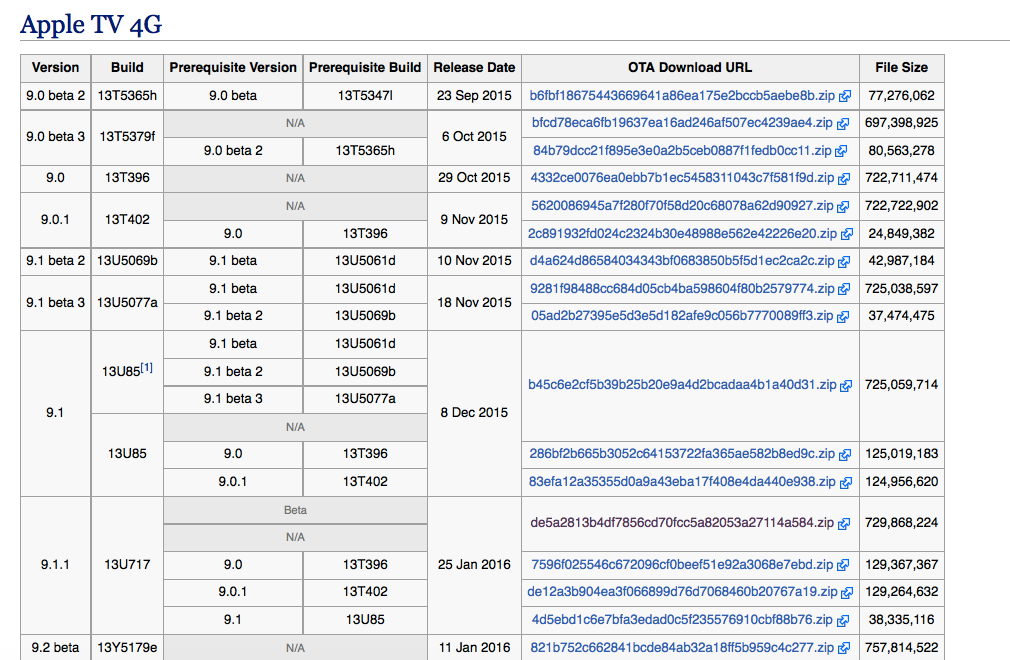 Apple TV 4G
Version Build Prerequisite Version Prerequisite Build Release Date OTA Download URL File Size
9.0 beta 2 13T5365h 9.0 beta 13T5347l 23 Sep 2015 b6fbf18675443669641a86ea175e2bccb5aebe8b.zip 77,276,062
9.0 beta 3 13T5379f N/A 6 Oct 2015 bfcd78eca6fb19637ea16ad246af507ec4239ae4.zip 697,398,925
9.0 beta 2 13T5365h 84b79dcc21f895e3e0a2b5ceb0887f1fedb0cc11.zip 80,563,278
9.0 13T396 N/A 29 Oct 2015 4332ce0076ea0ebb7b1ec5458311043c7f581f9d.zip 722,711,474
9.0.1 13T402 N/A 9 Nov 2015 5620086945a7f280f70f58d20c68078a62d90927.zip 722,722,902
9.0 13T396 2c891932fd024c2324b30e48988e562e42226e20.zip 24,849,382
9.1 beta 2 13U5069b 9.1 beta 13U5061d 10 Nov 2015 d4a624d86584034343bf0683850b5f5d1ec2ca2c.zip 42,987,184
9.1 beta 3 13U5077a 9.1 beta 13U5061d 18 Nov 2015 9281f98488cc684d05cb4ba598604f80b2579774.zip 725,038,597
9.1 beta 2 13U5069b 05ad2b27395e5d3e5d182afe9c056b7770089ff3.zip 37,474,475
9.1 13U85[1] 9.1 beta 13U5061d 8 Dec 2015 b45c6e2cf5b39b25b20e9a4d2bcadaa4b1a40d31.zip 725,059,714
9.1 beta 2 13U5069b
9.1 beta 3 13U5077a
13U85 N/A
9.0 13T396 286bf2b665b3052c64153722fa365ae582b8ed9c.zip 125,019,183
9.0.1 13T402 83efa12a35355d0a9a43eba17f408e4da440e938.zip 124,956,620
9.1.1 13U717 Beta 25 Jan 2016 de5a2813b4df7856cd70fcc5a82053a27114a584.zip 729,868,224
N/A
9.0 13T396 7596f025546c672096cf0beef51e92a3068e7ebd.zip 129,367,367
9.0.1 13T402 de12a3b904ea3f066899d76d7068460b20767a19.zip 129,264,632
9.1 13U85 4d5ebd1c6e7bfa3edad0c5f235576910cbf88b76.zip 38,335,116
9.2 beta 13Y5179e N/A 11 Jan 2016 821b752c662841bcde84ab32a18ff5b959c4c277.zip 757,814,522